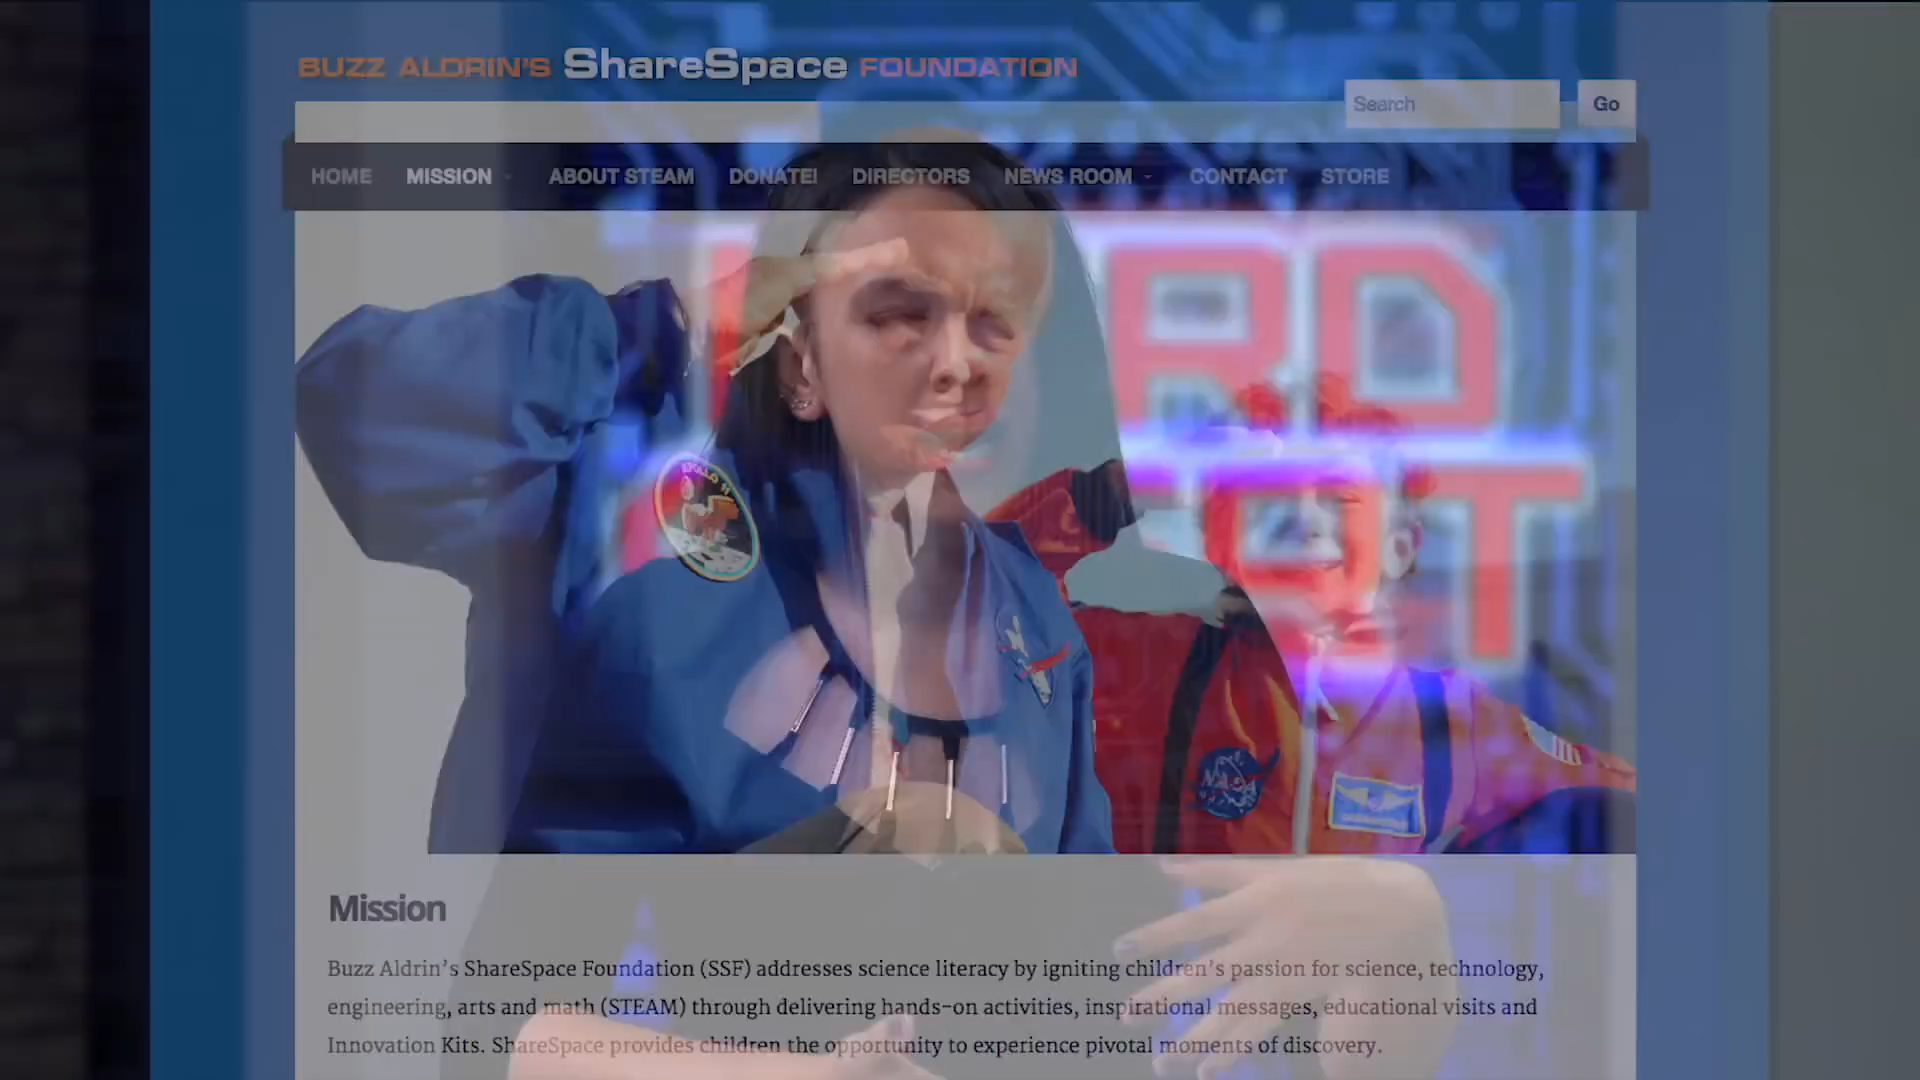 BUZZ ALDRIN'S ShareSpace FOUNDATION
Search Go
HOME MISSION ABOUT STEAM DONATE! DIRECTORS NEWS ROOM CONTACT STORE
APOLLO 11
NASA
Mission
Buzz Aldrin's ShareSpace Foundation (SSF) addresses science literacy by igniting children's passion for science, technology,
engineering, arts and math (STEAM) through delivering hands-on activities, inspirational messages, educational visits and
Innovation Kits. ShareSpace provides children the opportunity to experience pivotal moments of discovery.